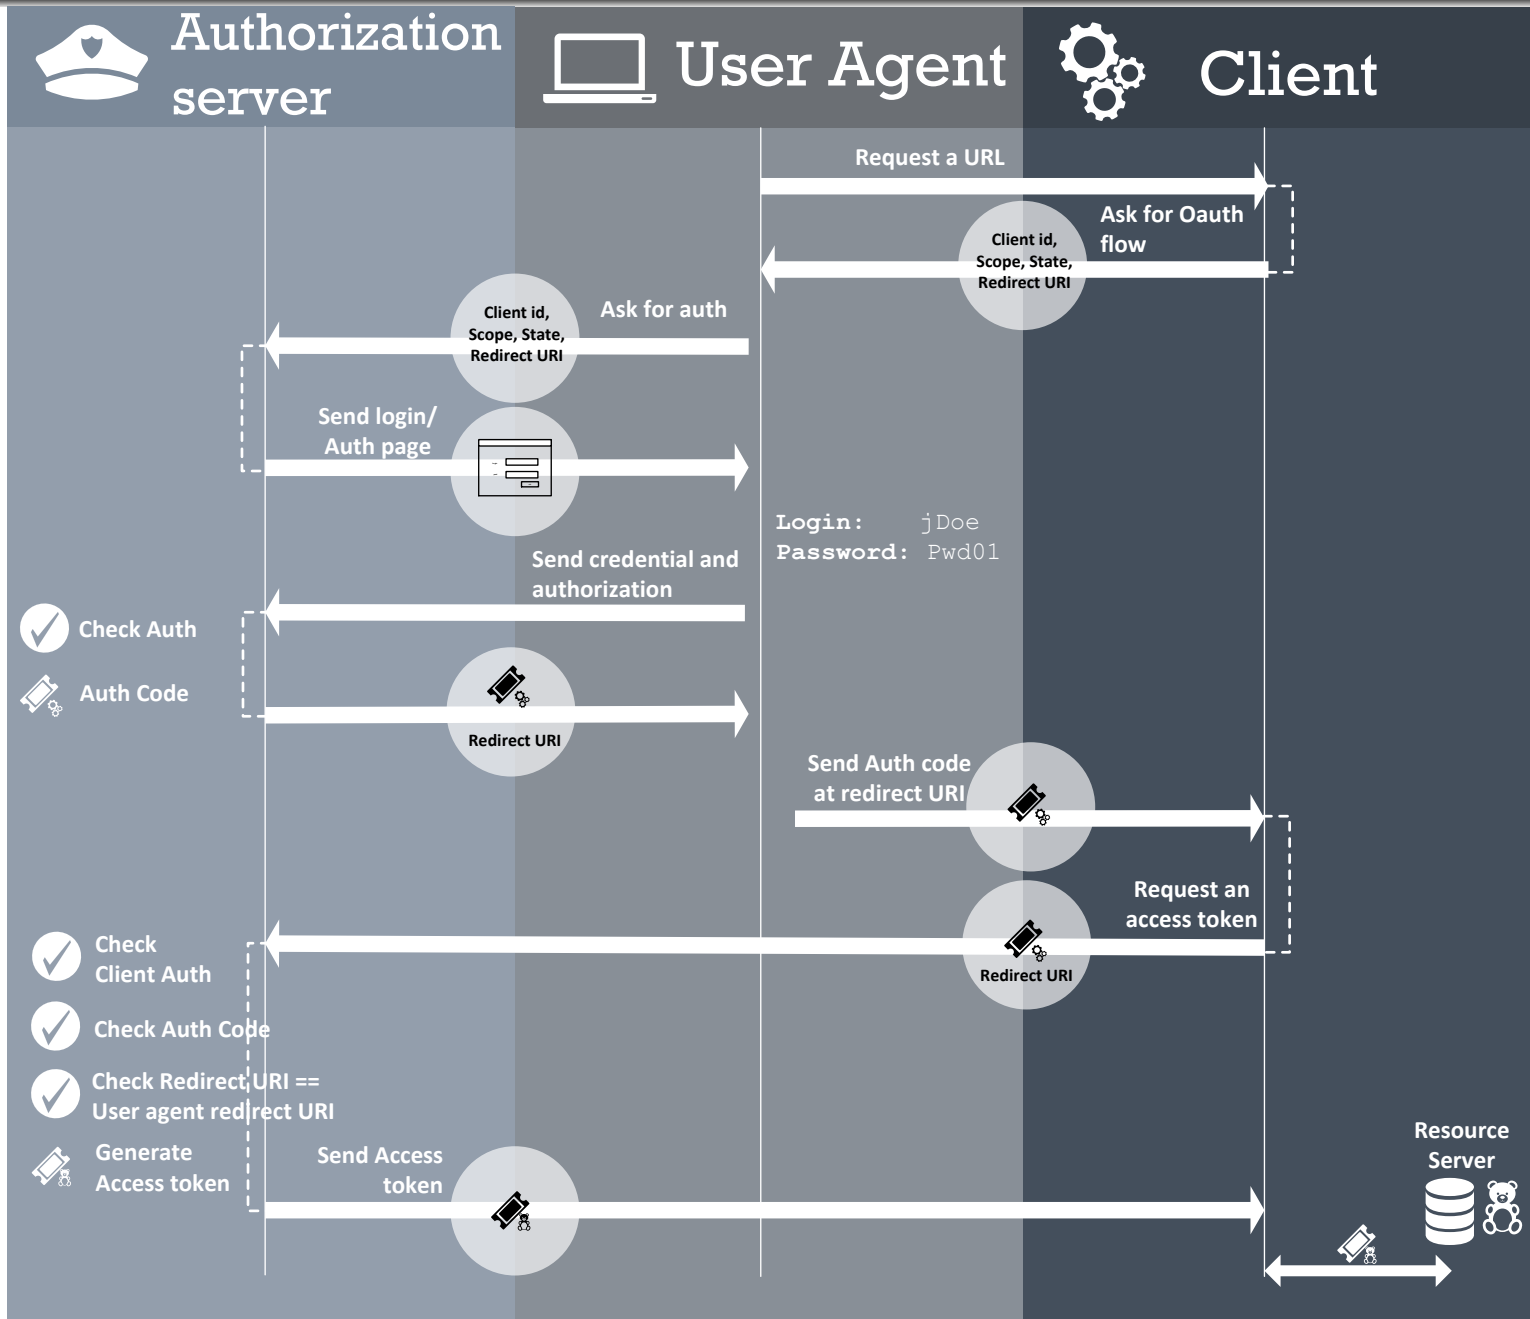 Authorization
server
User Agent
Client
Request a URL
Ask for Oauth
flow
Client id,
Scope, State,
Redirect URI
Ask for auth
Client id,
Scope, State,
Redirect URI
Send login/
Auth page
Login: jDoe
Password: Pwd01
Send credential and
authorization
Check Auth
Auth Code
Redirect URI
Send Auth code
at redirect URI
Request an
access token
Redirect URI
Check
Client Auth
Check Auth Code
Check Redirect URI ==
User agent redirect URI
Generate
Access token
Send Access
token
Resource
Server